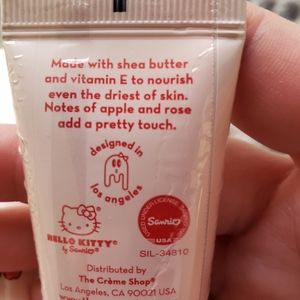 Made with shea butter
and vitamin E to nourish
even the driest of skin.
Notes of apple and rose
add a pretty touch.
designed in
los angeles
HELLO KITTY®
by Sanrio®
Sanrio
USA
SIL-34810
Distributed by
The Crème Shop®
Los Angeles, CA 90021 USA